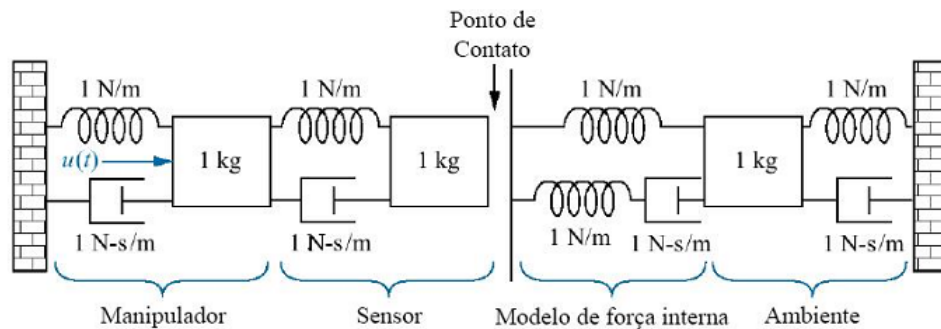 Ponto de
Contato
1 N/m
1 N/m
1 N/m
1 N/m
u(t)
1 kg
1 kg
1 kg
1 N/m
1 N-s/m
1 N-s/m
1 N-s/m
1 N-s/m
Manipulador
Sensor
Modelo de força interna
Ambiente